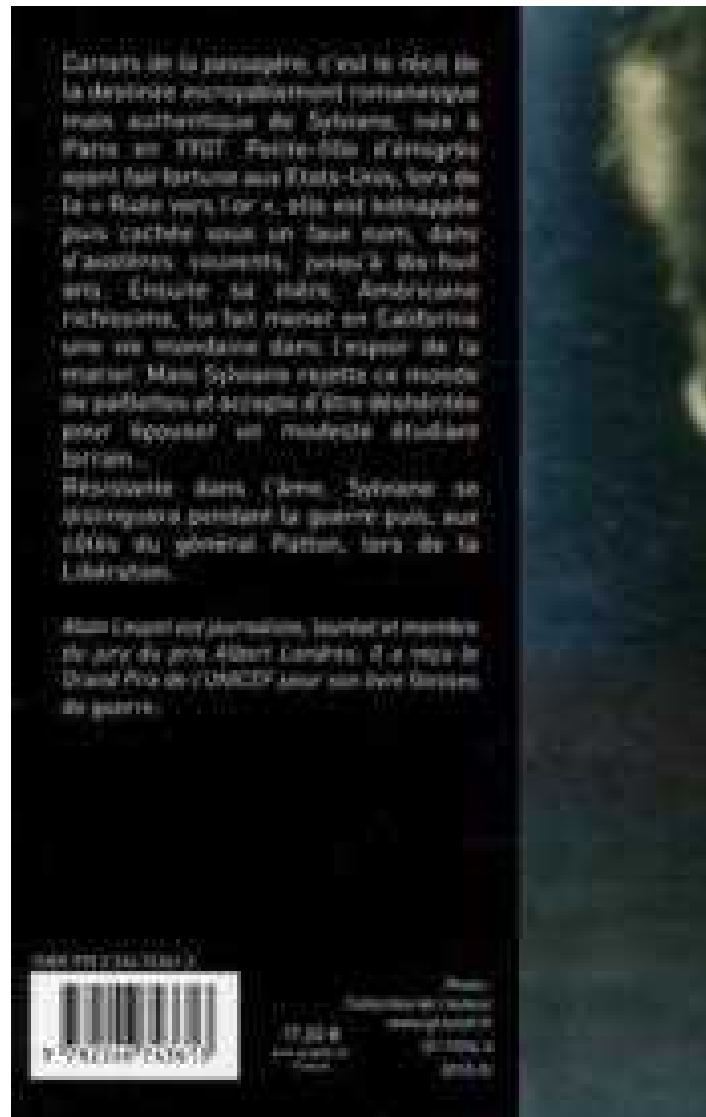 Carnets de la passagère, c'est le récit de
la destinée incroyablement romanesque
mais authentique de Sylviane, née à
Paris en 1907. Petite-fille d'émigrés
ayant fait fortune aux Etats-Unis, lors de
la « Ruée vers l'or », elle est kidnappée
puis cachée sous un faux nom, dans
d'austères couvents, jusqu'à dix-huit
ans. Ensuite sa mère, Américaine
richissime, lui fait mener en Californie
une vie mondaine dans l'espoir de la
marier. Mais Sylviane rejette ce monde
de paillettes et accepte d'être déshéritée
pour épouser un modeste étudiant
lorrain...
Résistante dans l'âme, Sylviane se
distinguera pendant la guerre puis, aux
côtés du général Patton, lors de la
Libération.
Alain est journaliste, lauréat et membre
du jury du prix Albert Londres. Il a reçu le
Grand Prix de l'UNICEF pour son livre Gosses
de guerre.
ISBN
Photo :
Collection de l'auteur